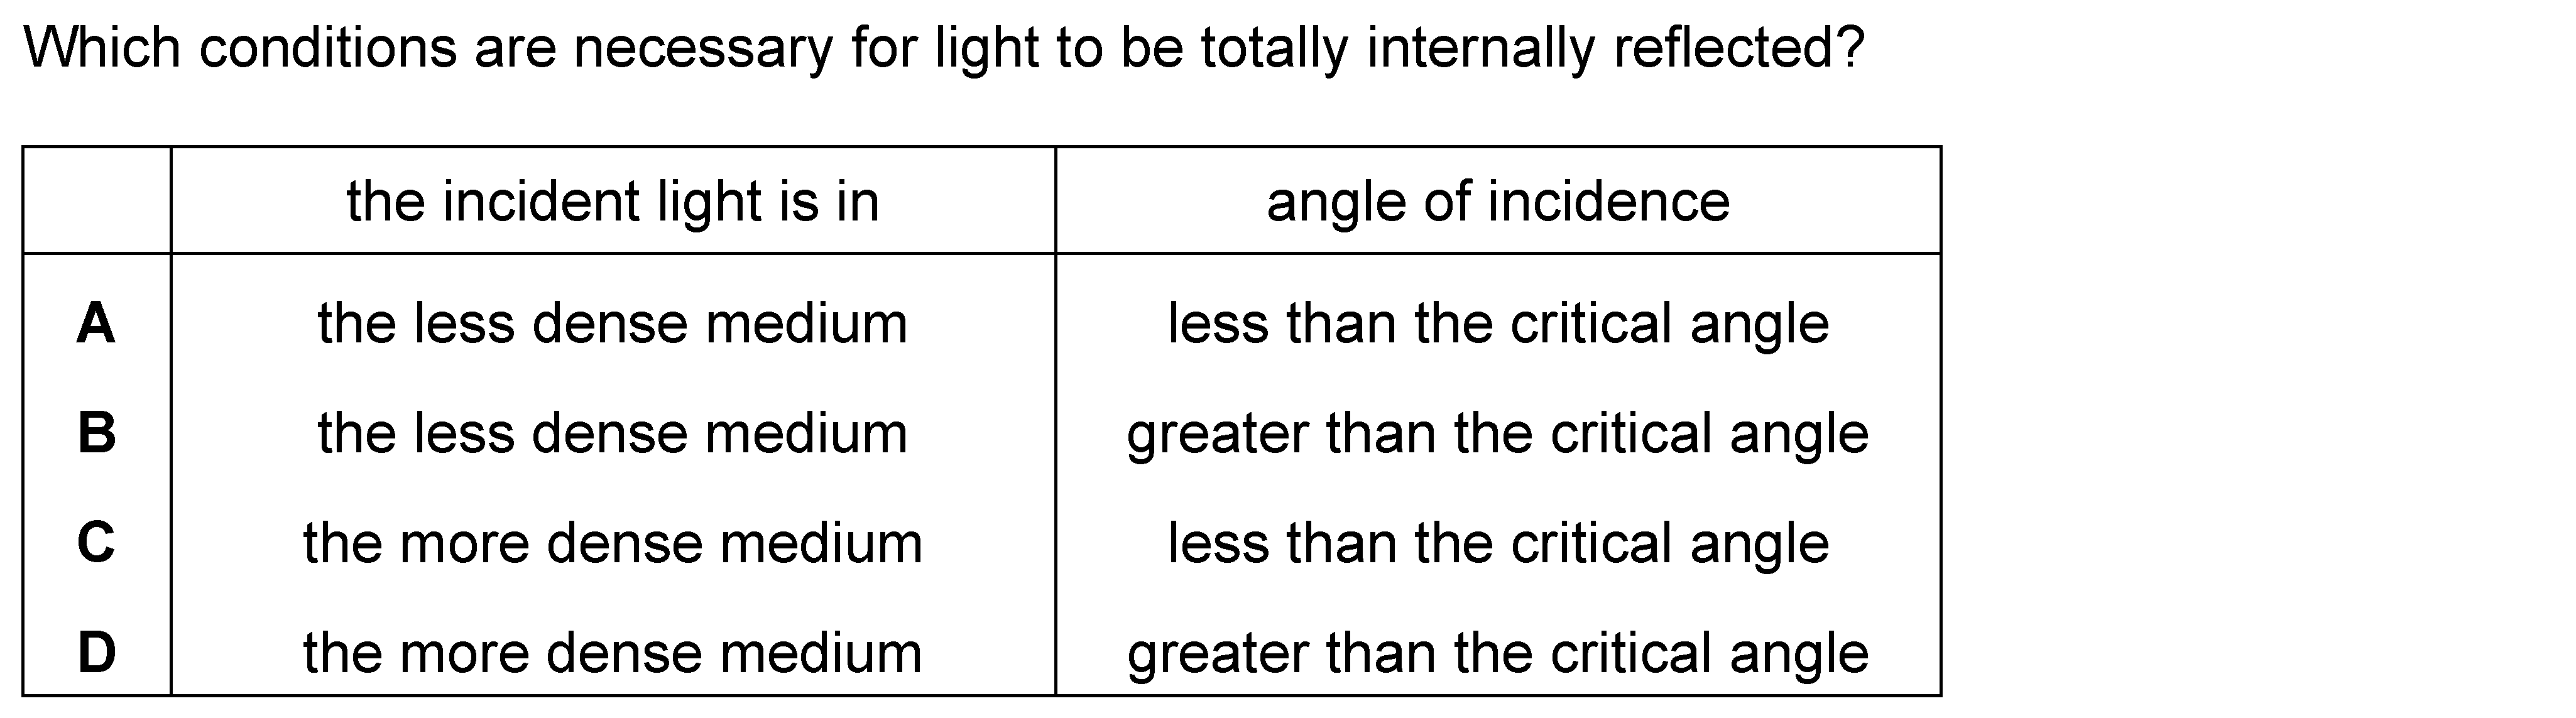 Which conditions are necessary for light to be totally internally reflected?
the incident light is in angle of incidence
A the less dense medium less than the critical angle
B the less dense medium greater than the critical angle
C the more dense medium less than the critical angle
D the more dense medium greater than the critical angle